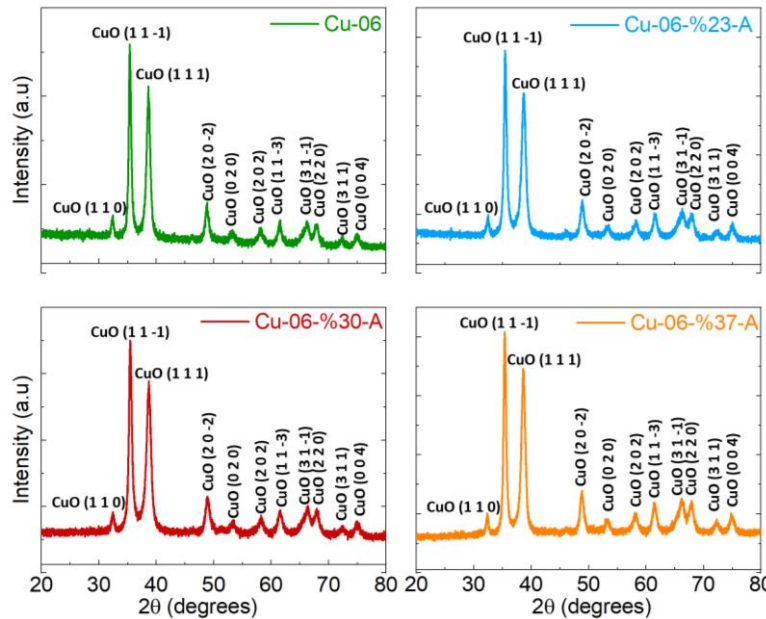 Cu-06
CuO (1 1 -1)
CuO (1 1 1)
CuO (1 1 0)
CuO (2 0 -2)
CuO (0 2 0)
CuO (2 0 2)
CuO (1 1 -3)
CuO (3 1 -1)
CuO (2 2 0)
CuO (3 1 1)
CuO (0 0 4)
Intensity (a.u)
Cu-06-%23-A
CuO (1 1 -1)
CuO (1 1 1)
CuO (1 1 0)
CuO (2 0 -2)
CuO (0 2 0)
CuO (2 0 2)
CuO (1 1 -3)
CuO (3 1 -1)
CuO (2 2 0)
CuO (3 1 1)
CuO (0 0 4)
Cu-06-%30-A
CuO (1 1 -1)
CuO (1 1 1)
CuO (1 1 0)
CuO (2 0 -2)
CuO (0 2 0)
CuO (2 0 2)
CuO (1 1 -3)
CuO (3 1 -1)
CuO (2 2 0)
CuO (3 1 1)
CuO (0 0 4)
Intensity (a.u)
20 30 40 50 60 70 80
2θ (degrees)
Cu-06-%37-A
CuO (1 1 -1)
CuO (1 1 1)
CuO (1 1 0)
CuO (2 0 -2)
CuO (0 2 0)
CuO (2 0 2)
CuO (1 1 -3)
CuO (3 1 -1)
CuO (2 2 0)
CuO (3 1 1)
CuO (0 0 4)
20 30 40 50 60 70 80
2θ (degrees)